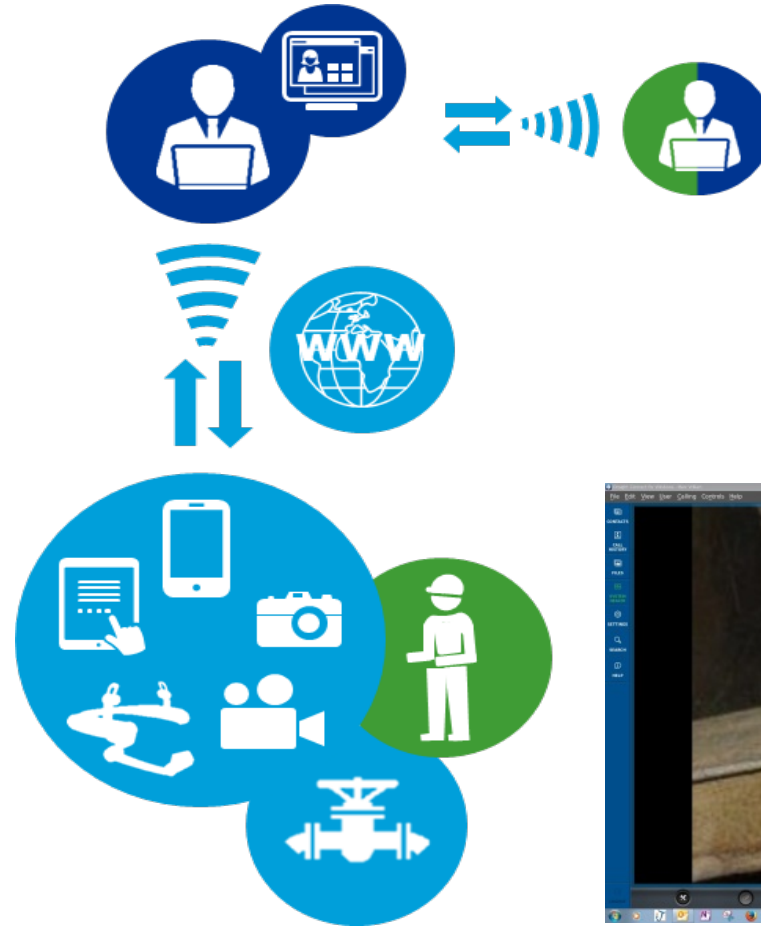 WWW
File Edit View User Calling Controls Help
CONTACTS
CALL
HISTORY
FILES
SETTINGS
SEARCH
HELP